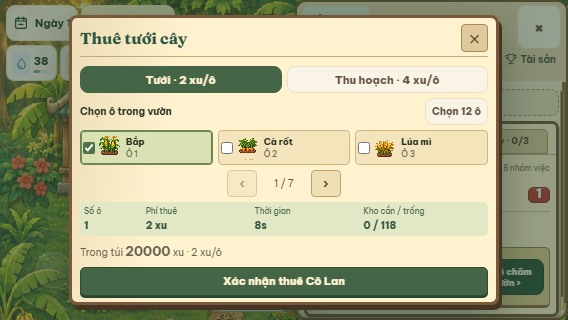 Ngày
38
Thuê tưới cây
×
Tưới · 2 xu/ô
Thu hoạch · 4 xu/ô
Chọn ô trong vườn
Chọn 12 ô
Bắp
Ô 1
Cà rốt
Ô 2
Lúa mì
Ô 3
‹ 1 / 7 ›
Số ô
Phí thuê
Thời gian
Kho cần / trống
1
2 xu
8s
0 / 118
Trong túi 20000 xu · 2 xu/ô
Xác nhận thuê Cô Lan
×
Tài sản
· 0/3
8 nhóm việc
1
chăm
ườn >